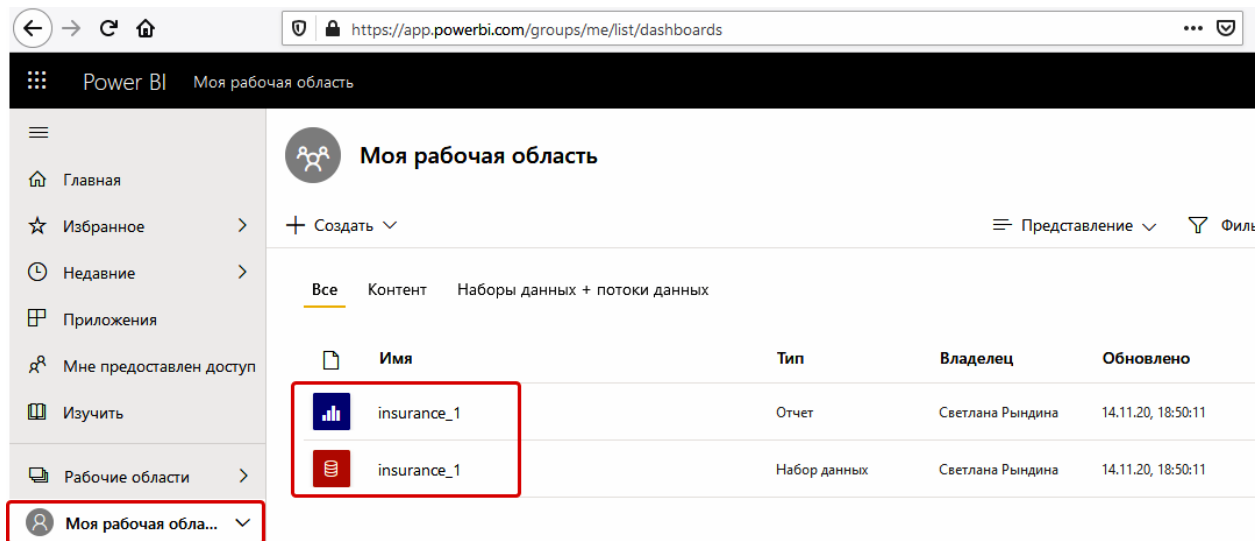 https://app.powerbi.com/groups/me/list/dashboards
Power BI Моя рабочая область
Главная
Избранное
Недавние
Приложения
Мне предоставлен доступ
Изучить
Рабочие области
Моя рабочая обла...
Моя рабочая область
Создать
Представление
Филь
Все Контент Наборы данных + потоки данных
Имя Тип Владелец Обновлено
insurance_1 Отчет Светлана Рындина 14.11.20, 18:50:11
insurance_1 Набор данных Светлана Рындина 14.11.20, 18:50:11